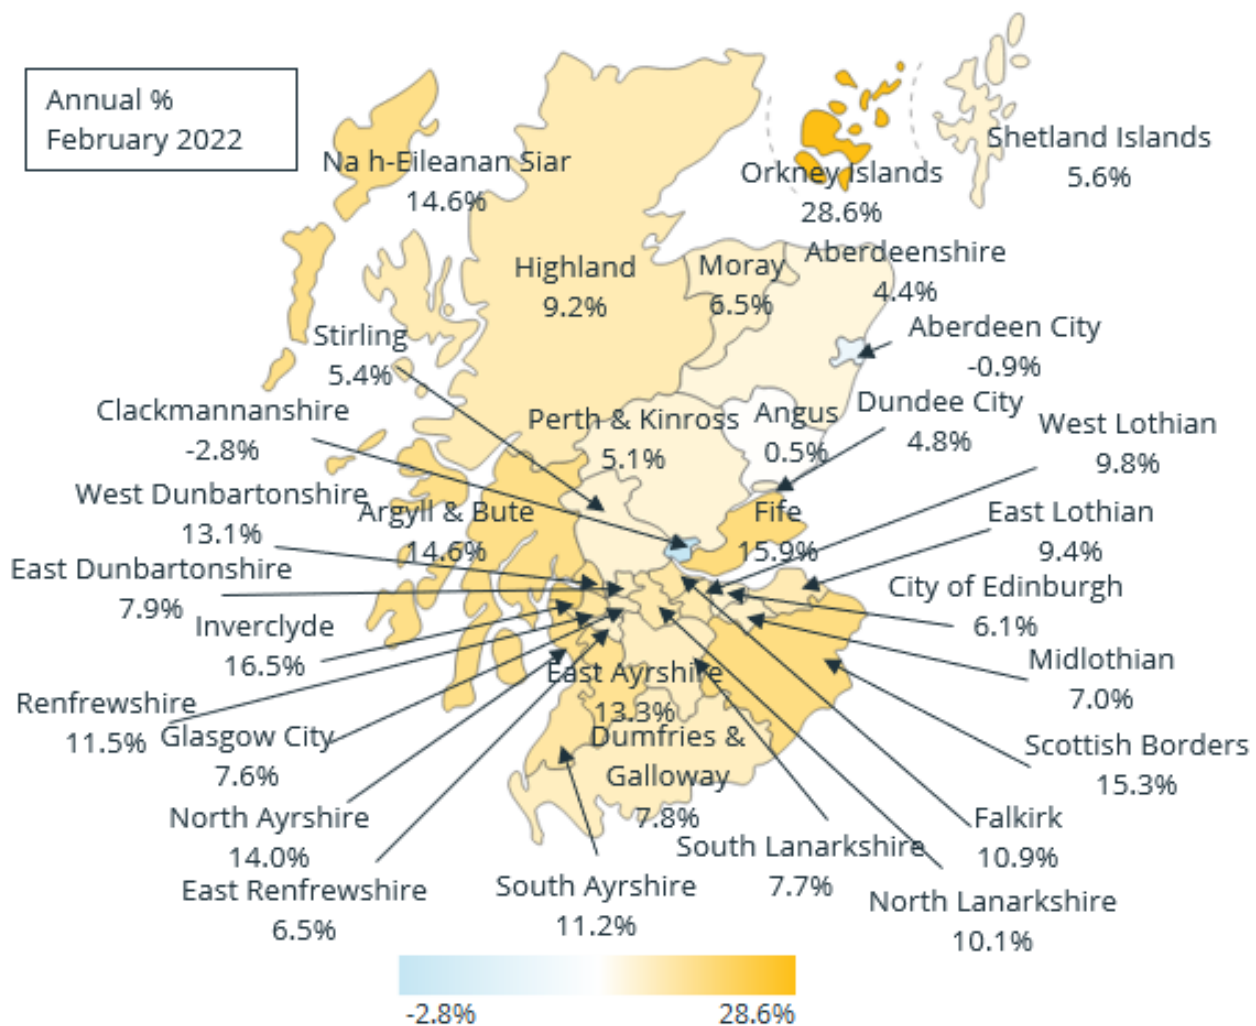 Annual %
February 2022
Na h-Eileanan Siar
14.6%
Orkney Islands
28.6%
Shetland Islands
5.6%
Highland
9.2%
Moray
6.5%
Aberdeenshire
4.4%
Aberdeen City
-0.9%
Stirling
5.4%
Clackmannanshire
-2.8%
Perth & Kinross
5.1%
Angus
0.5%
Dundee City
4.8%
West Lothian
9.8%
West Dunbartonshire
13.1%
Argyll & Bute
14.6%
Fife
15.9%
East Lothian
9.4%
East Dunbartonshire
7.9%
City of Edinburgh
6.1%
Inverclyde
16.5%
Midlothian
7.0%
Renfrewshire
11.5%
East Ayrshire
13.3%
Glasgow City
7.6%
Dumfries &
Galloway
7.8%
Scottish Borders
15.3%
North Ayrshire
14.0%
Falkirk
10.9%
East Renfrewshire
6.5%
South Ayrshire
11.2%
South Lanarkshire
7.7%
North Lanarkshire
10.1%
-2.8%
28.6%